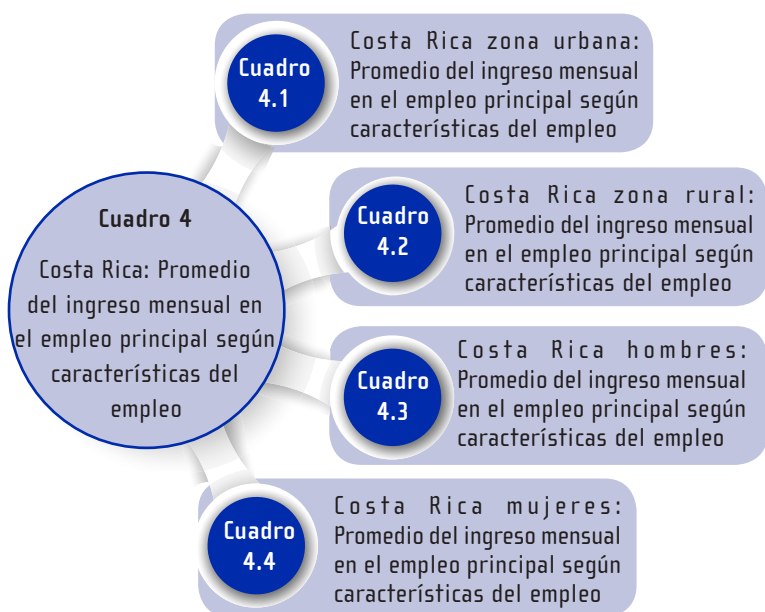 Cuadro 4
Costa Rica: Promedio
del ingreso mensual en
el empleo principal según
características del
empleo
Cuadro
4.1
Costa Rica zona urbana:
Promedio del ingreso mensual
en el empleo principal según
características del empleo
Cuadro
4.2
Costa Rica zona rural:
Promedio del ingreso mensual
en el empleo principal según
características del empleo
Cuadro
4.3
Costa Rica hombres:
Promedio del ingreso mensual
en el empleo principal según
características del empleo
Cuadro
4.4
Costa Rica mujeres:
Promedio del ingreso mensual
en el empleo principal según
características del empleo